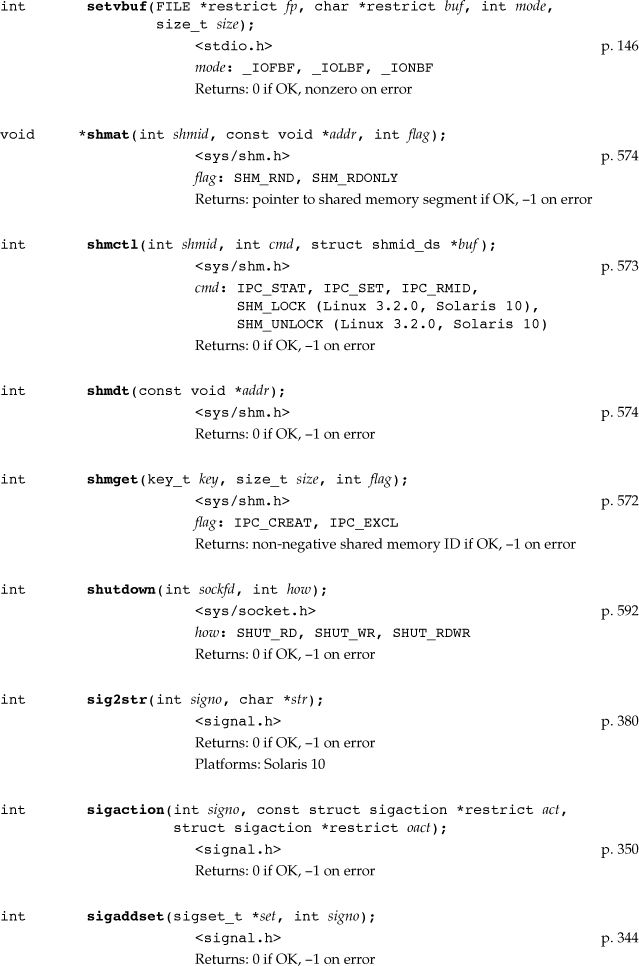 int setvbuf(FILE *restrict fp, char *restrict buf, int mode,
size_t size);
<stdio.h> p. 146
mode: _IOFBF, _IOLBF, _IONBF
Returns: 0 if OK, nonzero on error
void *shmat(int shmid, const void *addr, int flag);
<sys/shm.h> p. 574
flag: SHM_RND, SHM_RDONLY
Returns: pointer to shared memory segment if OK, –1 on error
int shmctl(int shmid, int cmd, struct shmid_ds *buf);
<sys/shm.h> p. 573
cmd: IPC_STAT, IPC_SET, IPC_RMID,
SHM_LOCK (Linux 3.2.0, Solaris 10),
SHM_UNLOCK (Linux 3.2.0, Solaris 10)
Returns: 0 if OK, –1 on error
int shmdt(const void *addr);
<sys/shm.h> p. 574
Returns: 0 if OK, –1 on error
int shmget(key_t key, size_t size, int flag);
<sys/shm.h> p. 572
flag: IPC_CREAT, IPC_EXCL
Returns: non-negative shared memory ID if OK, –1 on error
int shutdown(int sockfd, int how);
<sys/socket.h> p. 592
how: SHUT_RD, SHUT_WR, SHUT_RDWR
Returns: 0 if OK, –1 on error
int sig2str(int signo, char *str);
<signal.h> p. 380
Returns: 0 if OK, –1 on error
Platforms: Solaris 10
int sigaction(int signo, const struct sigaction *restrict act,
struct sigaction *restrict oact);
<signal.h> p. 350
Returns: 0 if OK, –1 on error
int sigaddset(sigset_t *set, int signo);
<signal.h> p. 344
Returns: 0 if OK, –1 on error